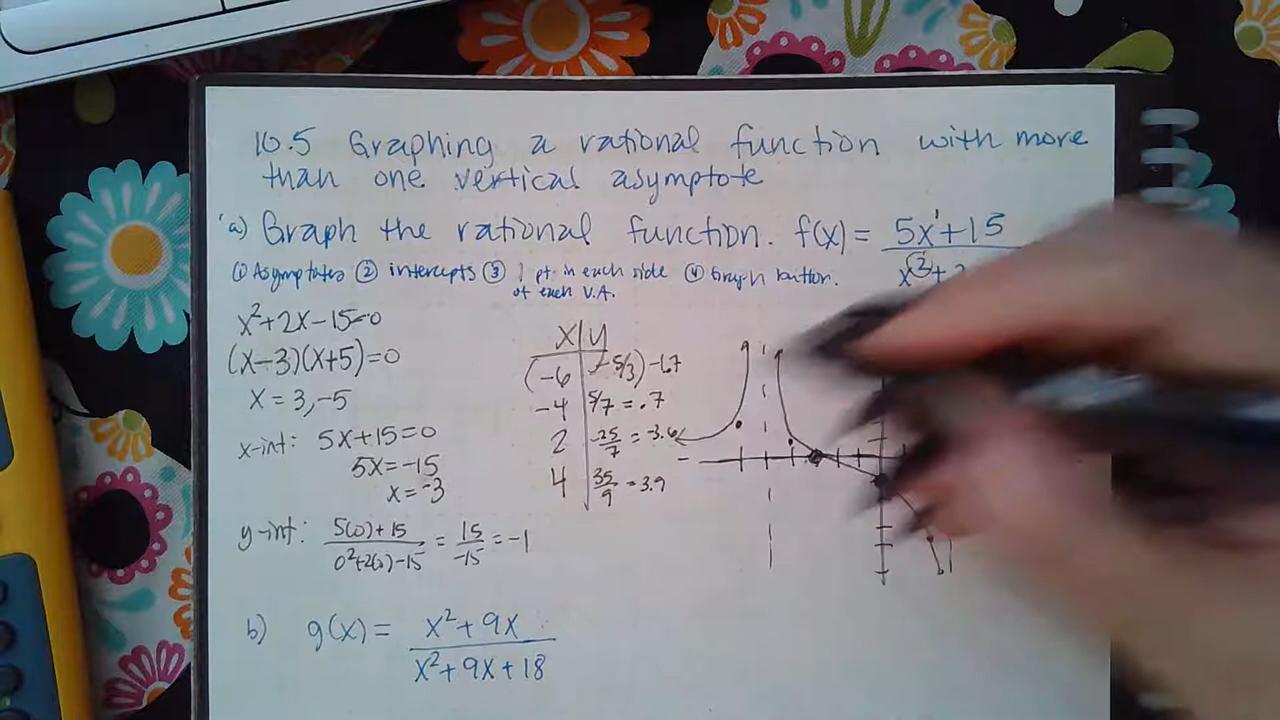 10.5 Graphing a rational function with more
than one vertical asymptote
a) Graph the rational function. f(x) = 5x¹+15
x²+
① Asymptotes ② intercepts ③ 1 pt. in each side ④ Graph button.
of each V.A.
x²+2x-15=0
(x-3)(x+5)=0
x = 3,-5
x-int: 5x+15=0
5x=-15
x=-3
y-int: 5(0)+15 / 0²+2(0)-15 = 15/-15 = -1
x | y
(-6 | -5/3) -1.7
-4 | 5/7 = .7
2 | -25/7 = -3.6
4 | 35/9 = 3.9
b) g(x) = x²+9x
x²+9x+18